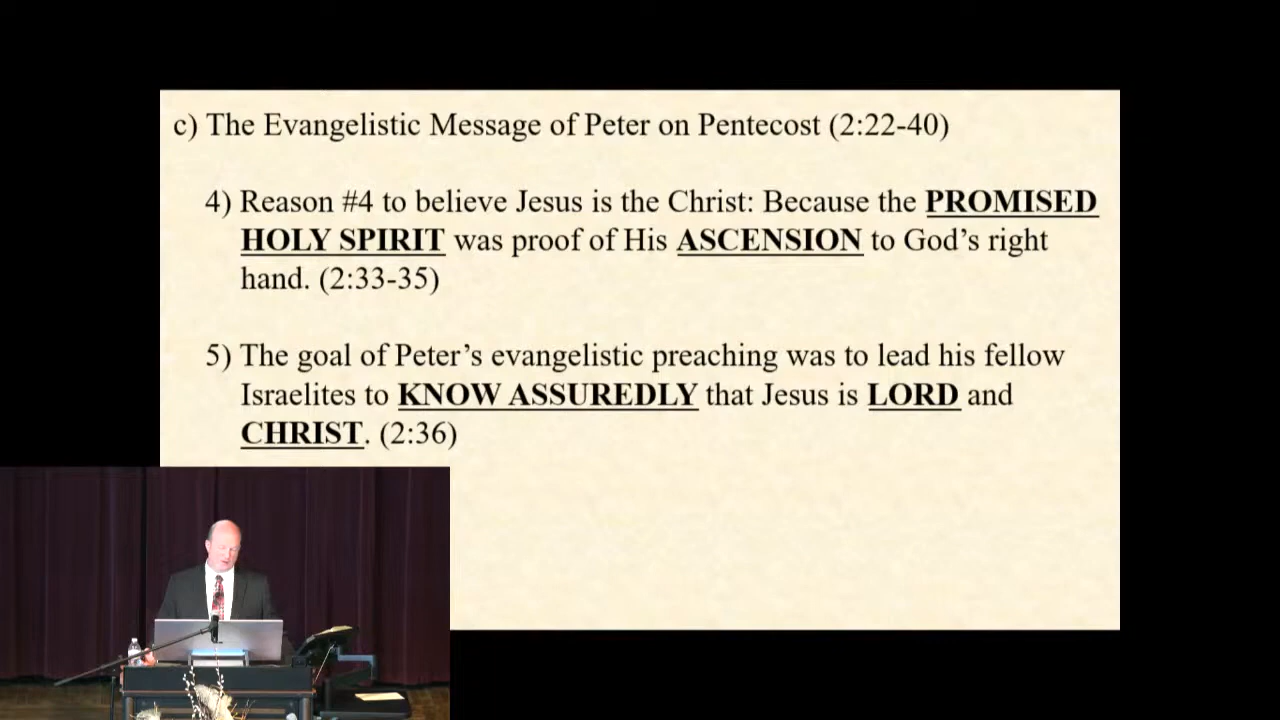 c) The Evangelistic Message of Peter on Pentecost (2:22-40)
4) Reason #4 to believe Jesus is the Christ: Because the PROMISED
HOLY SPIRIT was proof of His ASCENSION to God’s right
hand. (2:33-35)
5) The goal of Peter’s evangelistic preaching was to lead his fellow
Israelites to KNOW ASSUREDLY that Jesus is LORD and
CHRIST. (2:36)